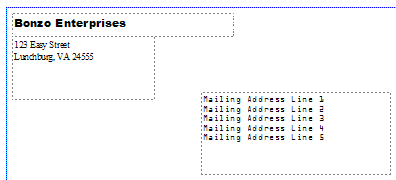 Bonzo Enterprises
123 Easy Street
Lunchburg, VA 24555
Mailing Address Line 1
Mailing Address Line 2
Mailing Address Line 3
Mailing Address Line 4
Mailing Address Line 5